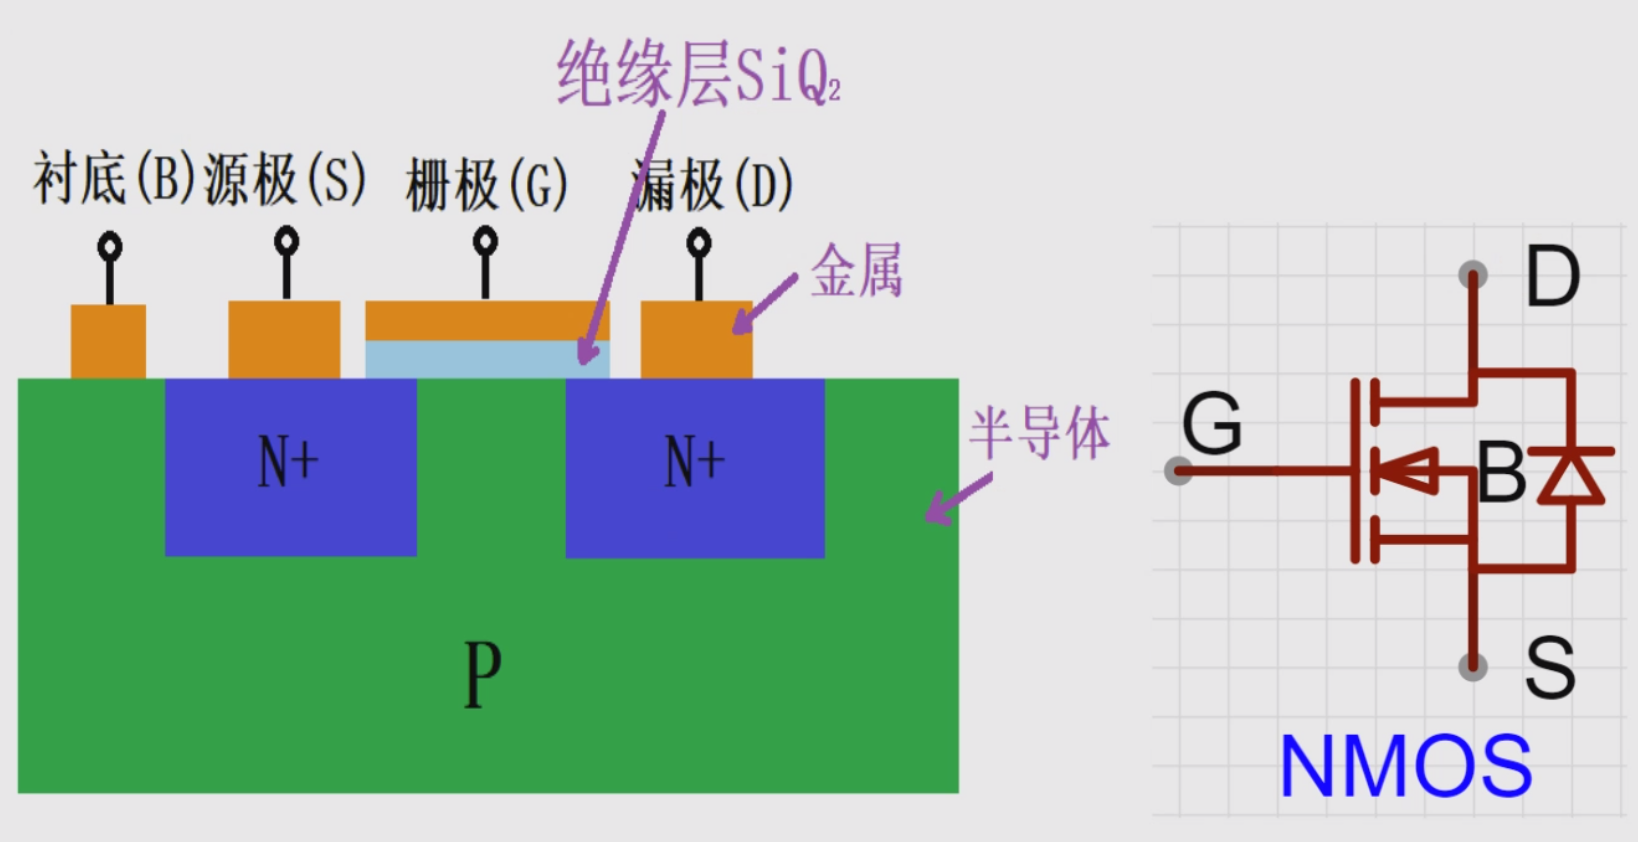 绝缘层SiQ₂
衬底(B)源极(S) 栅极(G) 漏极(D)
金属
半导体
N+ N+
P
D
G
B
S
NMOS